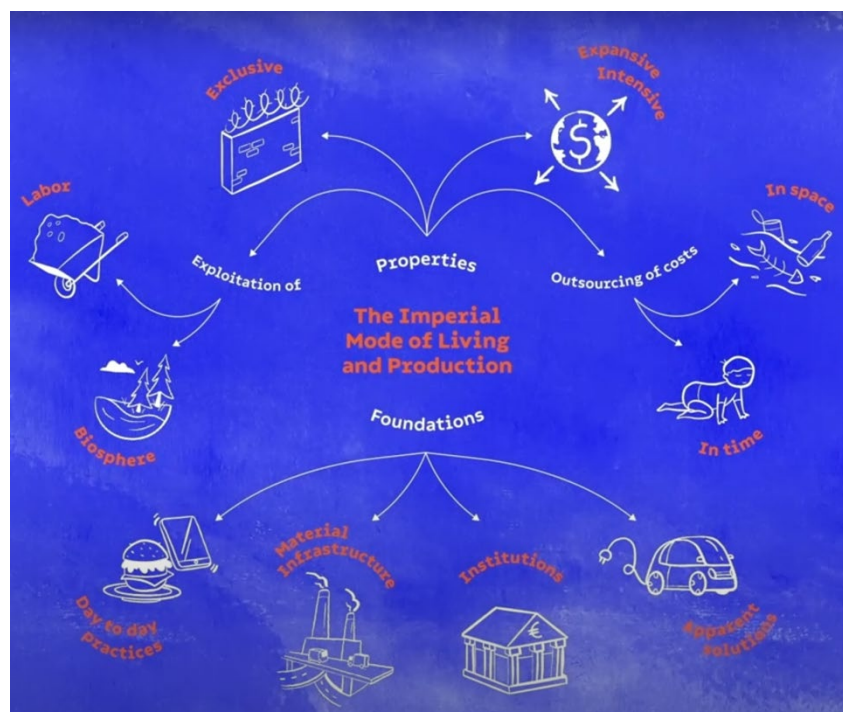 Exclusive
Expansive
Intensive
Labor
In space
Exploitation of
Properties
Outsourcing of costs
The Imperial
Mode of Living
and Production
Biosphere
In time
Foundations
Day to day
practices
Material
Infrastructure
Institutions
Apparent
solutions
$
€